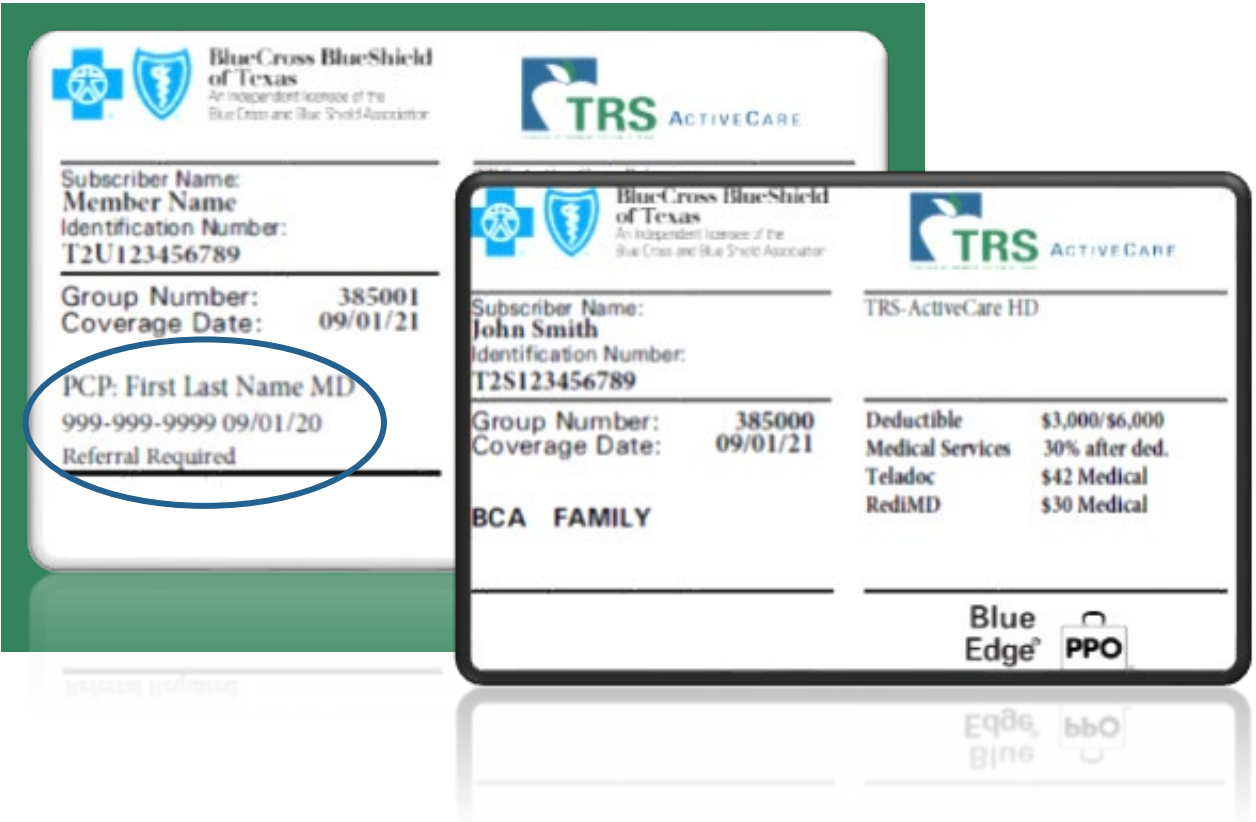 BlueCross BlueShield
of Texas
An independent licensee of the
Blue Cross and Blue Shield Association
TRS ACTIVECARE
Subscriber Name:
Member Name
Identification Number:
T2U123456789
Group Number: 385001
Coverage Date: 09/01/21
PCP: First Last Name MD
999-999-9999 09/01/20
Referral Required
BlueCross BlueShield
of Texas
An independent licensee of the
Blue Cross and Blue Shield Association
TRS ACTIVECARE
Subscriber Name:
John Smith
Identification Number:
T2S123456789
Group Number: 385000
Coverage Date: 09/01/21
BCA FAMILY
TRS-ActiveCare HD
Deductible $3,000/$6,000
Medical Services 30% after ded.
Teladoc $42 Medical
RediMD $30 Medical
Blue
Edge
PPO